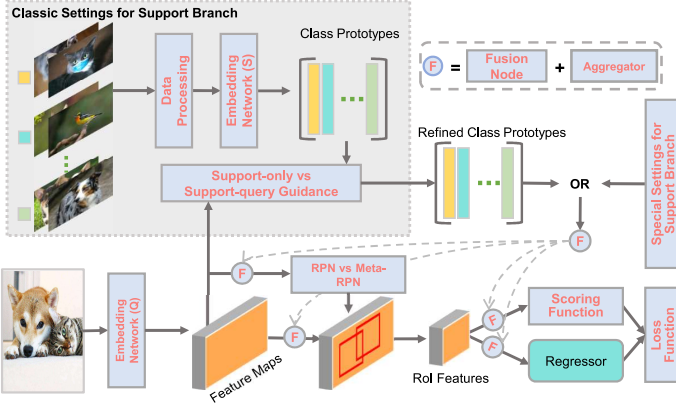 Classic Settings for Support Branch
Data
Processing
Embedding
Network (S)
Class Prototypes
F
=
Fusion
Node
+
Aggregator
Support-only vs
Support-query Guidance
Refined Class Prototypes
OR
Special Settings for
Support Branch
F
F
RPN vs Meta-
RPN
Embedding
Network (Q)
Feature Maps
F
RoI Features
F
F
Scoring
Function
Regressor
Loss
Function